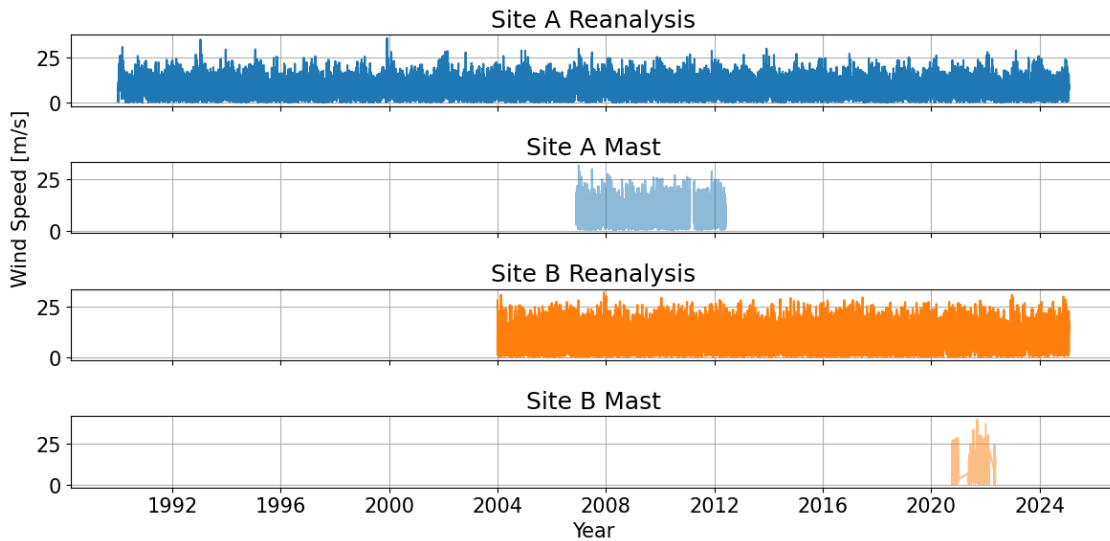 Site A Reanalysis
25
0
Site A Mast
25
0
Wind Speed [m/s]
Site B Reanalysis
25
0
Site B Mast
25
0
1992 1996 2000 2004 2008 2012 2016 2020 2024
Year